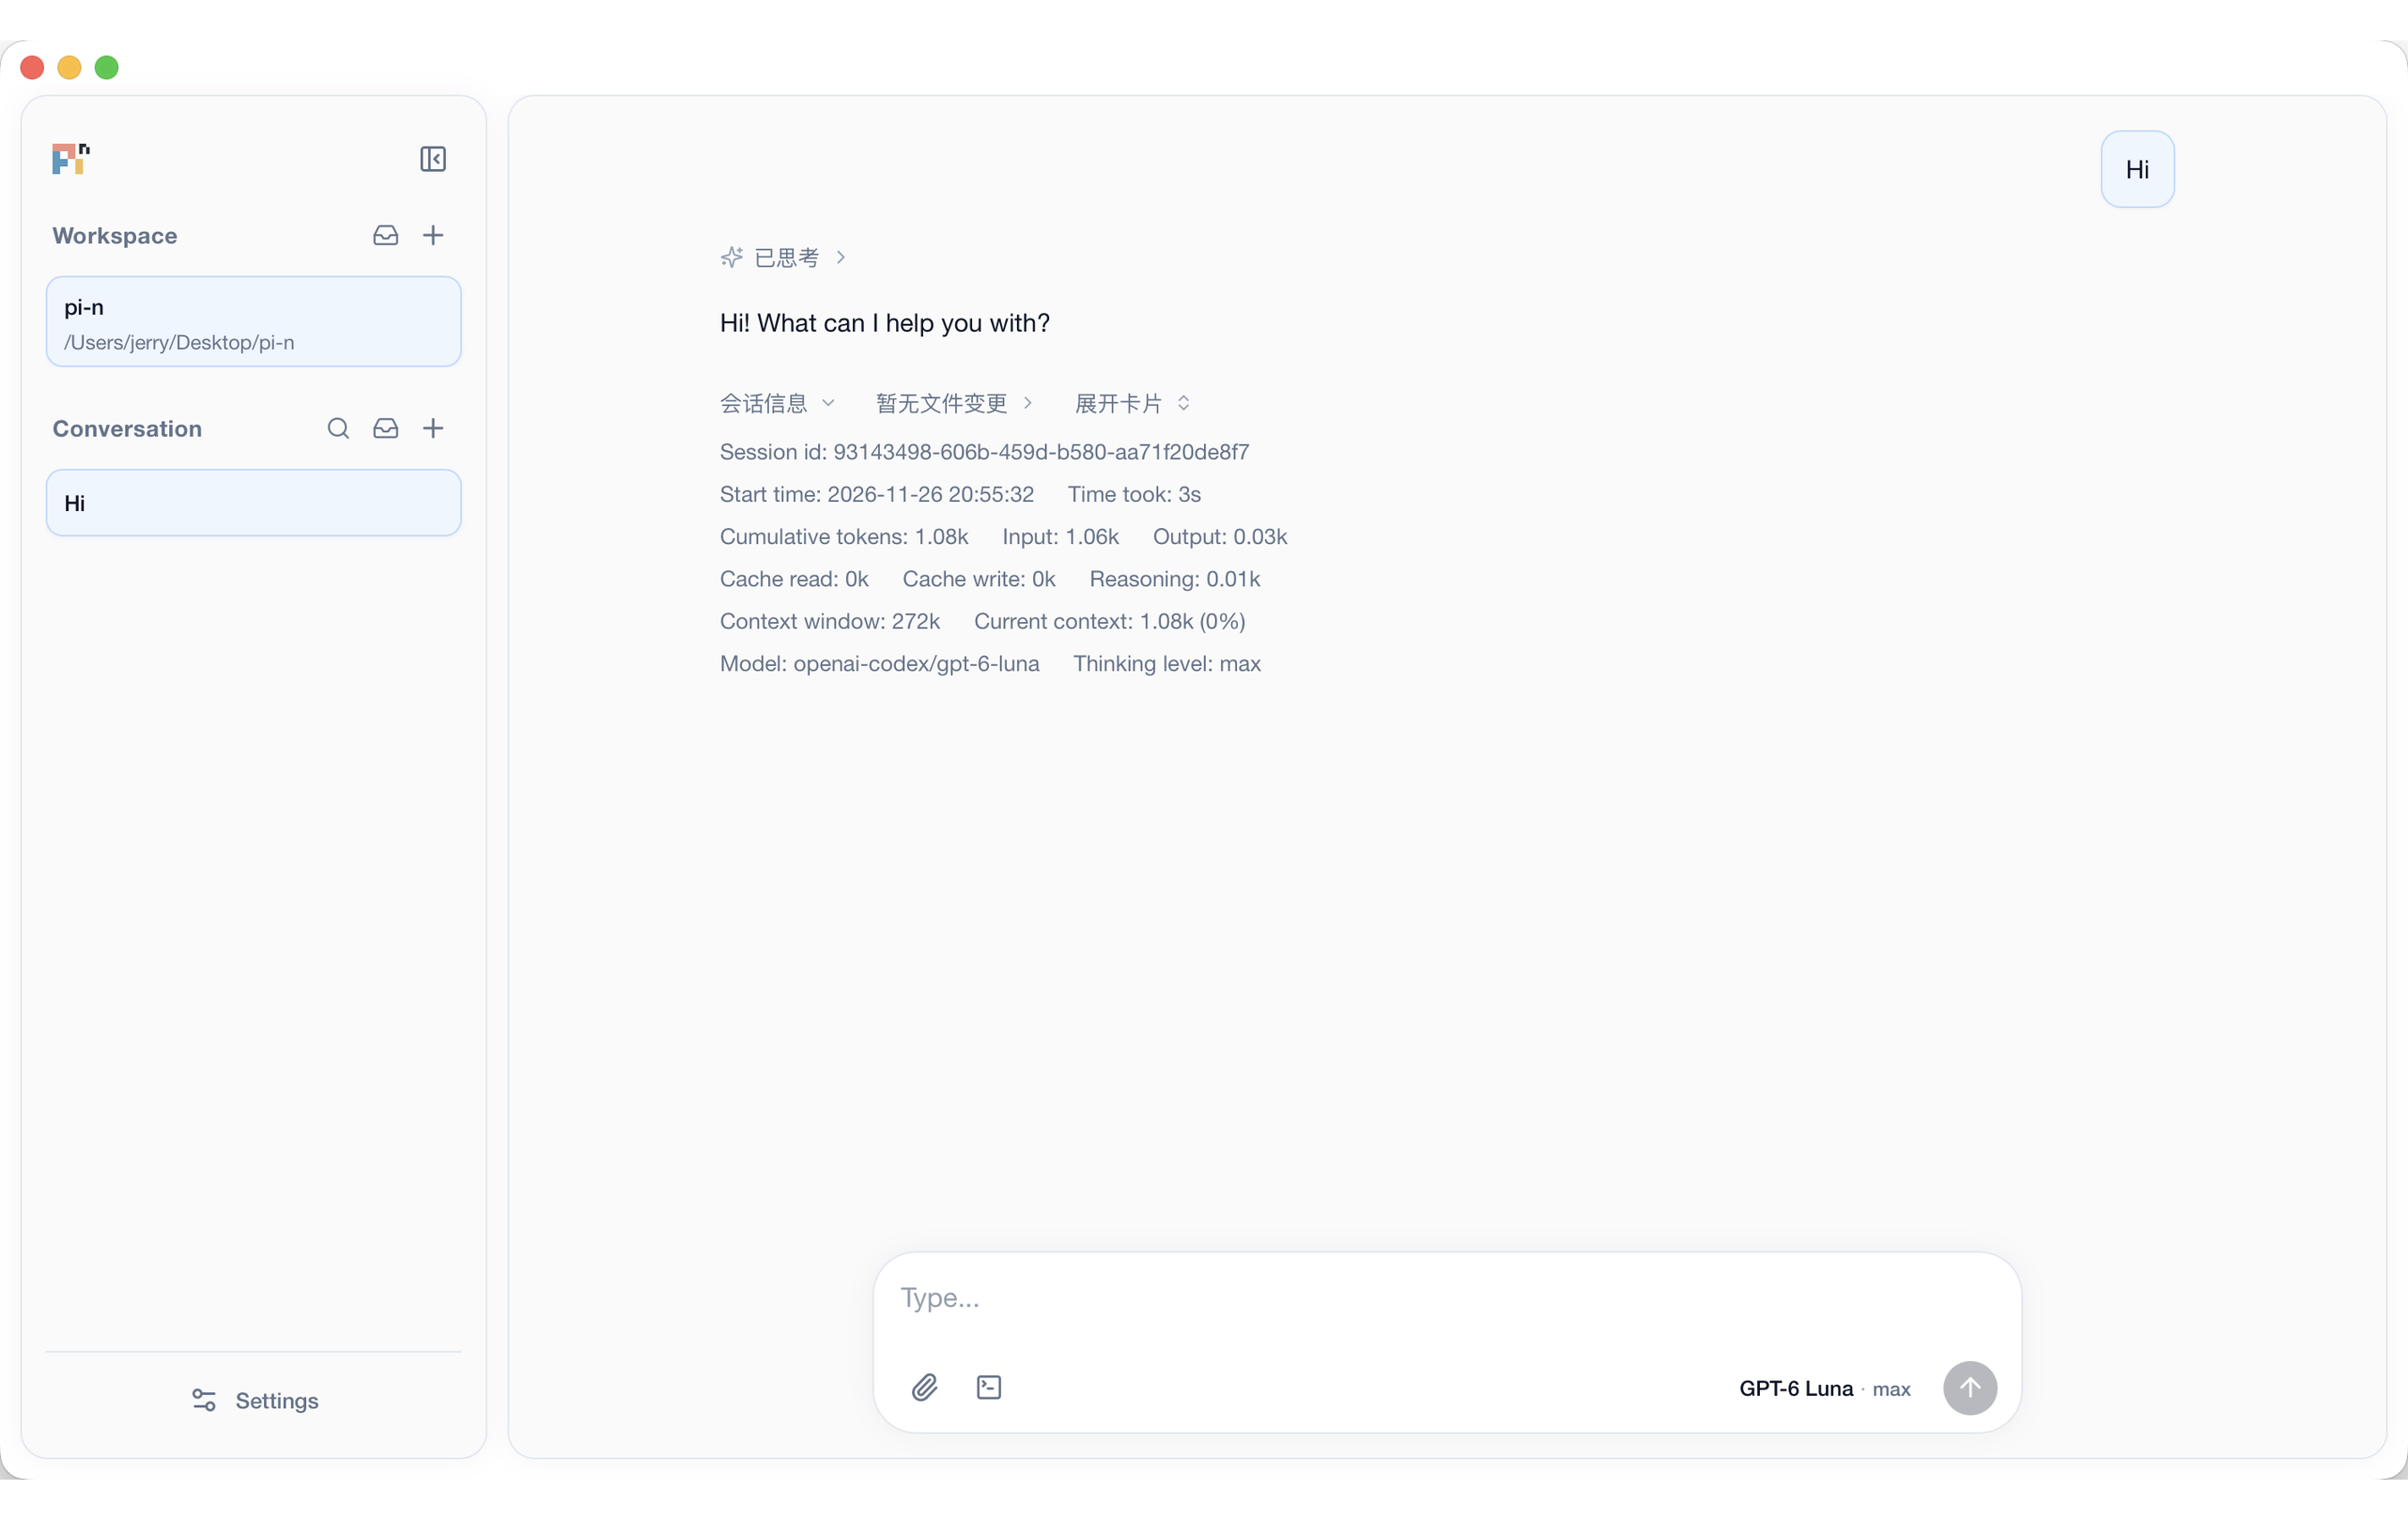 Pi n
Workspace
pi-n
/Users/jerry/Desktop/pi-n
Conversation
Hi
Settings
Hi
已思考
Hi! What can I help you with?
会话信息 暂无文件变更 展开卡片
Session id: 93143498-606b-459d-b580-aa71f20de8f7
Start time: 2026-11-26 20:55:32 Time took: 3s
Cumulative tokens: 1.08k Input: 1.06k Output: 0.03k
Cache read: 0k Cache write: 0k Reasoning: 0.01k
Context window: 272k Current context: 1.08k (0%)
Model: openai-codex/gpt-6-luna Thinking level: max
Type...
GPT-6 Luna · max